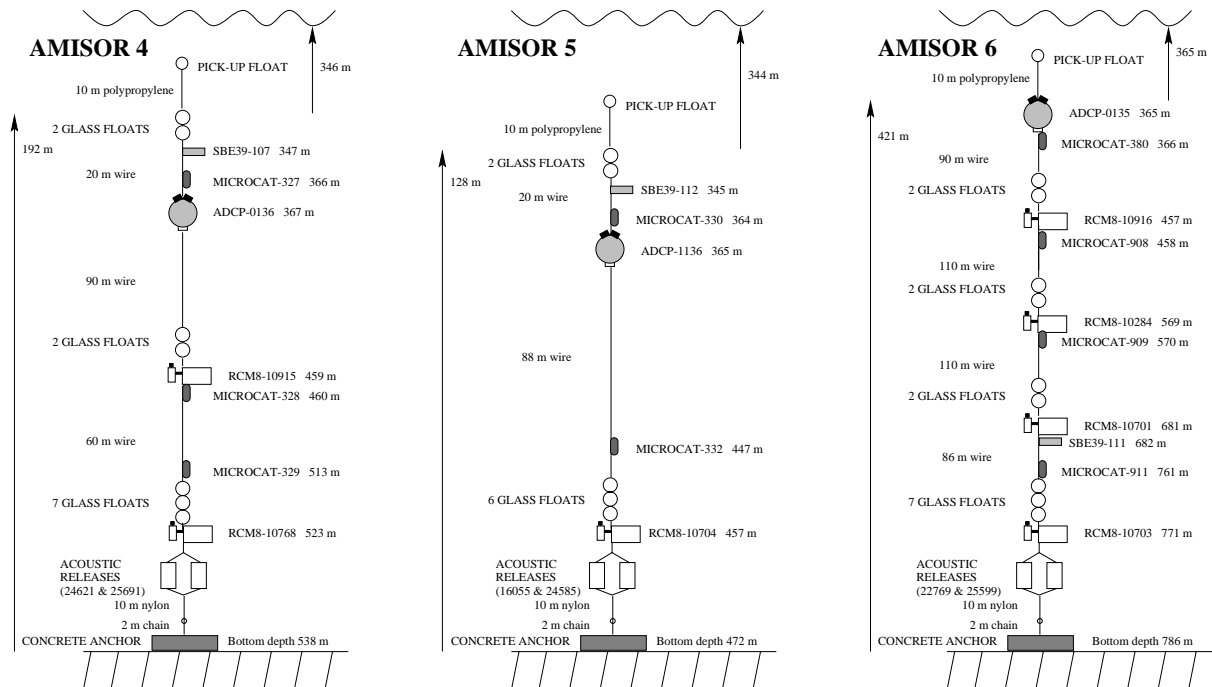 AMISOR 4
346 m
PICK-UP FLOAT
10 m polypropylene
192 m
2 GLASS FLOATS
SBE39-107 347 m
20 m wire
MICROCAT-327 366 m
ADCP-0136 367 m
90 m wire
2 GLASS FLOATS
RCM8-10915 459 m
MICROCAT-328 460 m
60 m wire
MICROCAT-329 513 m
7 GLASS FLOATS
RCM8-10768 523 m
ACOUSTIC
RELEASES
(24621 & 25691)
10 m nylon
2 m chain
CONCRETE ANCHOR
Bottom depth 538 m
AMISOR 5
344 m
PICK-UP FLOAT
10 m polypropylene
128 m
2 GLASS FLOATS
SBE39-112 345 m
20 m wire
MICROCAT-330 364 m
ADCP-1136 365 m
88 m wire
MICROCAT-332 447 m
6 GLASS FLOATS
RCM8-10704 457 m
ACOUSTIC
RELEASES
(16055 & 24585)
10 m nylon
2 m chain
CONCRETE ANCHOR
Bottom depth 472 m
AMISOR 6
365 m
PICK-UP FLOAT
10 m polypropylene
421 m
ADCP-0135 365 m
MICROCAT-380 366 m
90 m wire
2 GLASS FLOATS
RCM8-10916 457 m
MICROCAT-908 458 m
110 m wire
2 GLASS FLOATS
RCM8-10284 569 m
MICROCAT-909 570 m
110 m wire
2 GLASS FLOATS
RCM8-10701 681 m
SBE39-111 682 m
86 m wire
MICROCAT-911 761 m
7 GLASS FLOATS
RCM8-10703 771 m
ACOUSTIC
RELEASES
(22769 & 25599)
10 m nylon
2 m chain
CONCRETE ANCHOR
Bottom depth 786 m